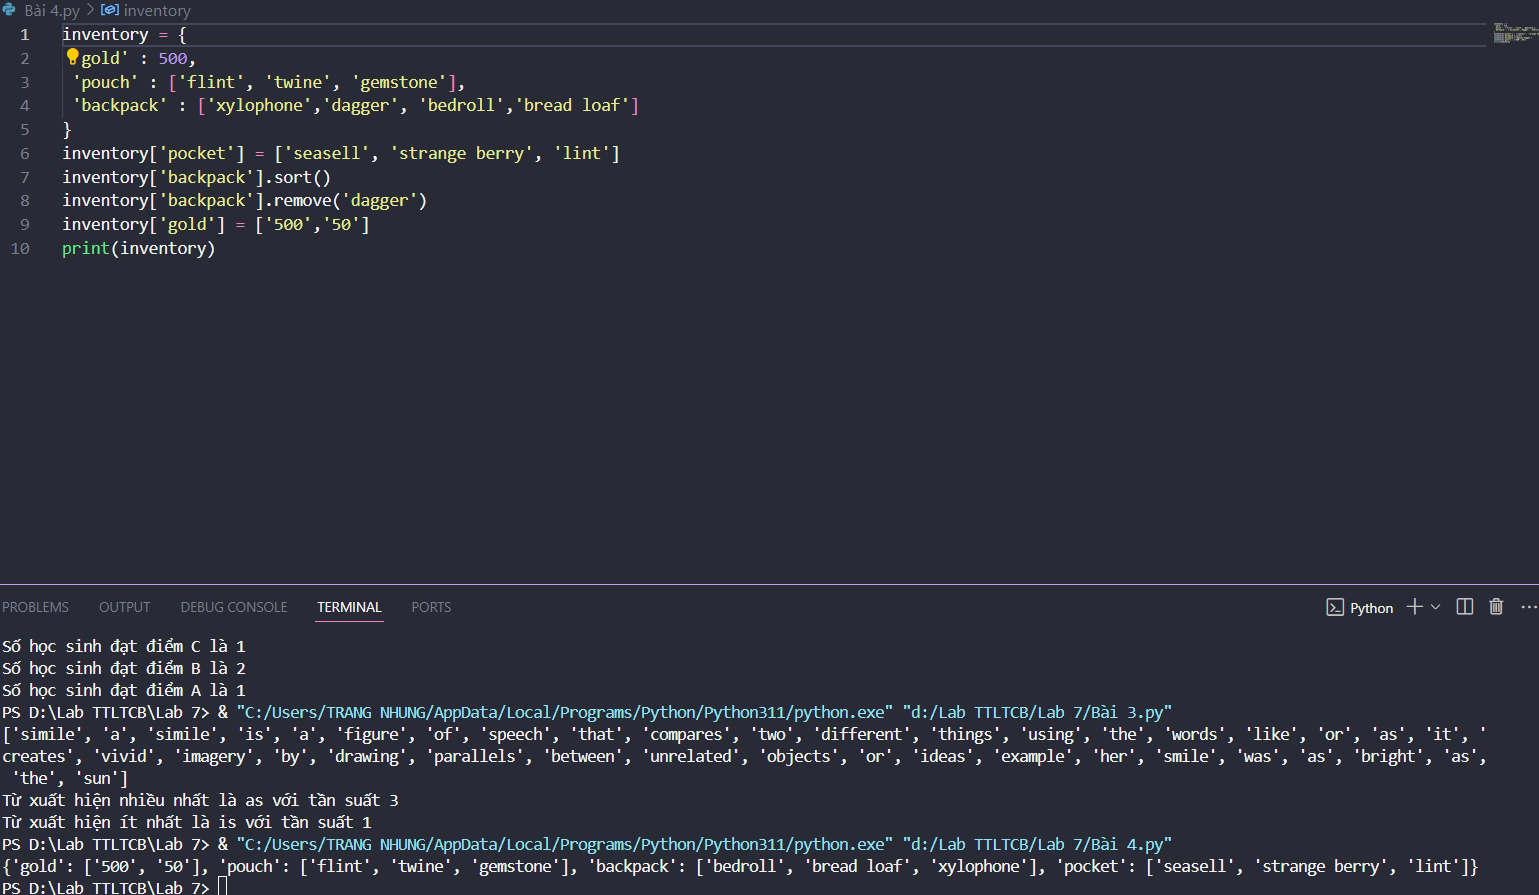 Bài 4.py > inventory
1 inventory = {
2 gold' : 500,
3 'pouch' : ['flint', 'twine', 'gemstone'],
4 'backpack' : ['xylophone','dagger', 'bedroll','bread loaf']
5 }
6 inventory['pocket'] = ['seasell', 'strange berry', 'lint']
7 inventory['backpack'].sort()
8 inventory['backpack'].remove('dagger')
9 inventory['gold'] = ['500','50']
10 print(inventory)
PROBLEMS OUTPUT DEBUG CONSOLE TERMINAL PORTS Python
Số học sinh đạt điểm C là 1
Số học sinh đạt điểm B là 2
Số học sinh đạt điểm A là 1
PS D:\Lab TTLTCB\Lab 7> & "C:/Users/TRANG NHUNG/AppData/Local/Programs/Python/Python311/python.exe" "d:/Lab TTLTCB/Lab 7/Bài 3.py"
['simile', 'a', 'simile', 'is', 'a', 'figure', 'of', 'speech', 'that', 'compares', 'two', 'different', 'things', 'using', 'the', 'words', 'like', 'or', 'as', 'it', '
creates', 'vivid', 'imagery', 'by', 'drawing', 'parallels', 'between', 'unrelated', 'objects', 'or', 'ideas', 'example', 'her', 'smile', 'was', 'as', 'bright', 'as',
'the', 'sun']
Từ xuất hiện nhiều nhất là as với tần suất 3
Từ xuất hiện ít nhất là is với tần suất 1
PS D:\Lab TTLTCB\Lab 7> & "C:/Users/TRANG NHUNG/AppData/Local/Programs/Python/Python311/python.exe" "d:/Lab TTLTCB/Lab 7/Bài 4.py"
{'gold': ['500', '50'], 'pouch': ['flint', 'twine', 'gemstone'], 'backpack': ['bedroll', 'bread loaf', 'xylophone'], 'pocket': ['seasell', 'strange berry', 'lint']}
PS D:\Lab TTLTCB\Lab 7>